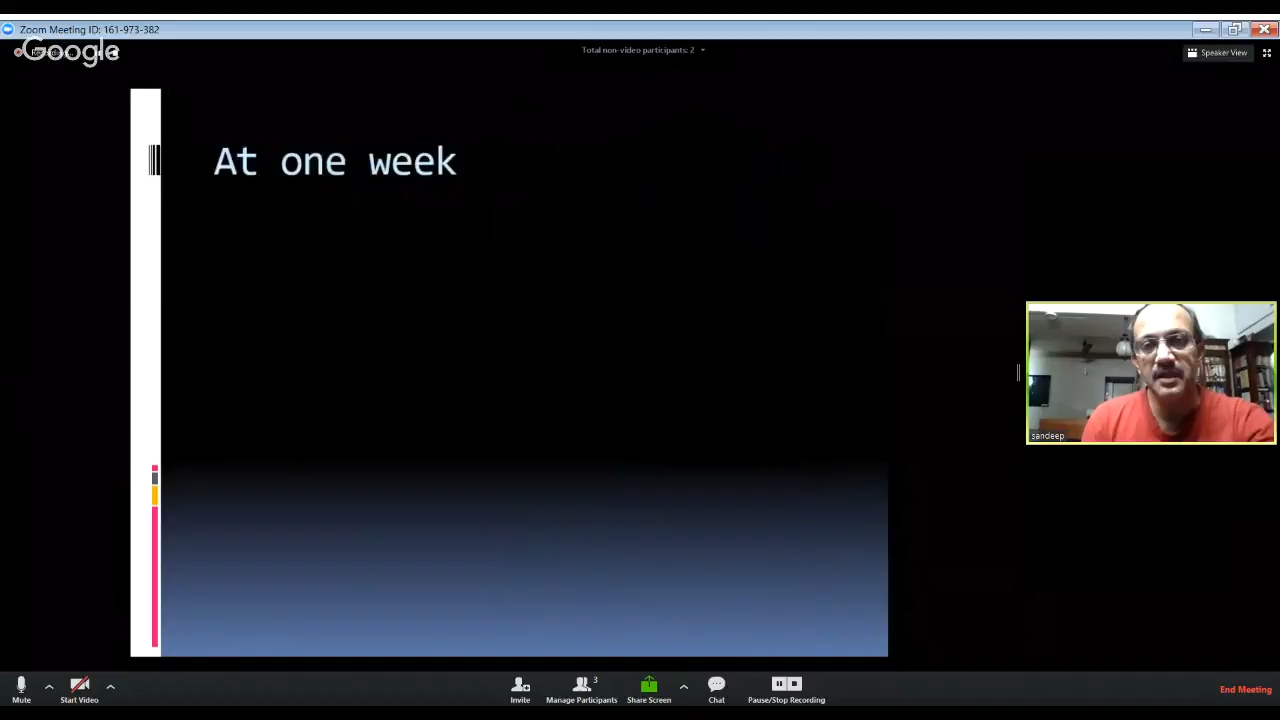 Zoom Meeting ID: 161-973-382
Google
Total non-video participants: 2
Speaker View
At one week
sandeep
3
Mute
Start Video
Invite
Manage Participants
Share Screen
Chat
Pause/Stop Recording
End Meeting